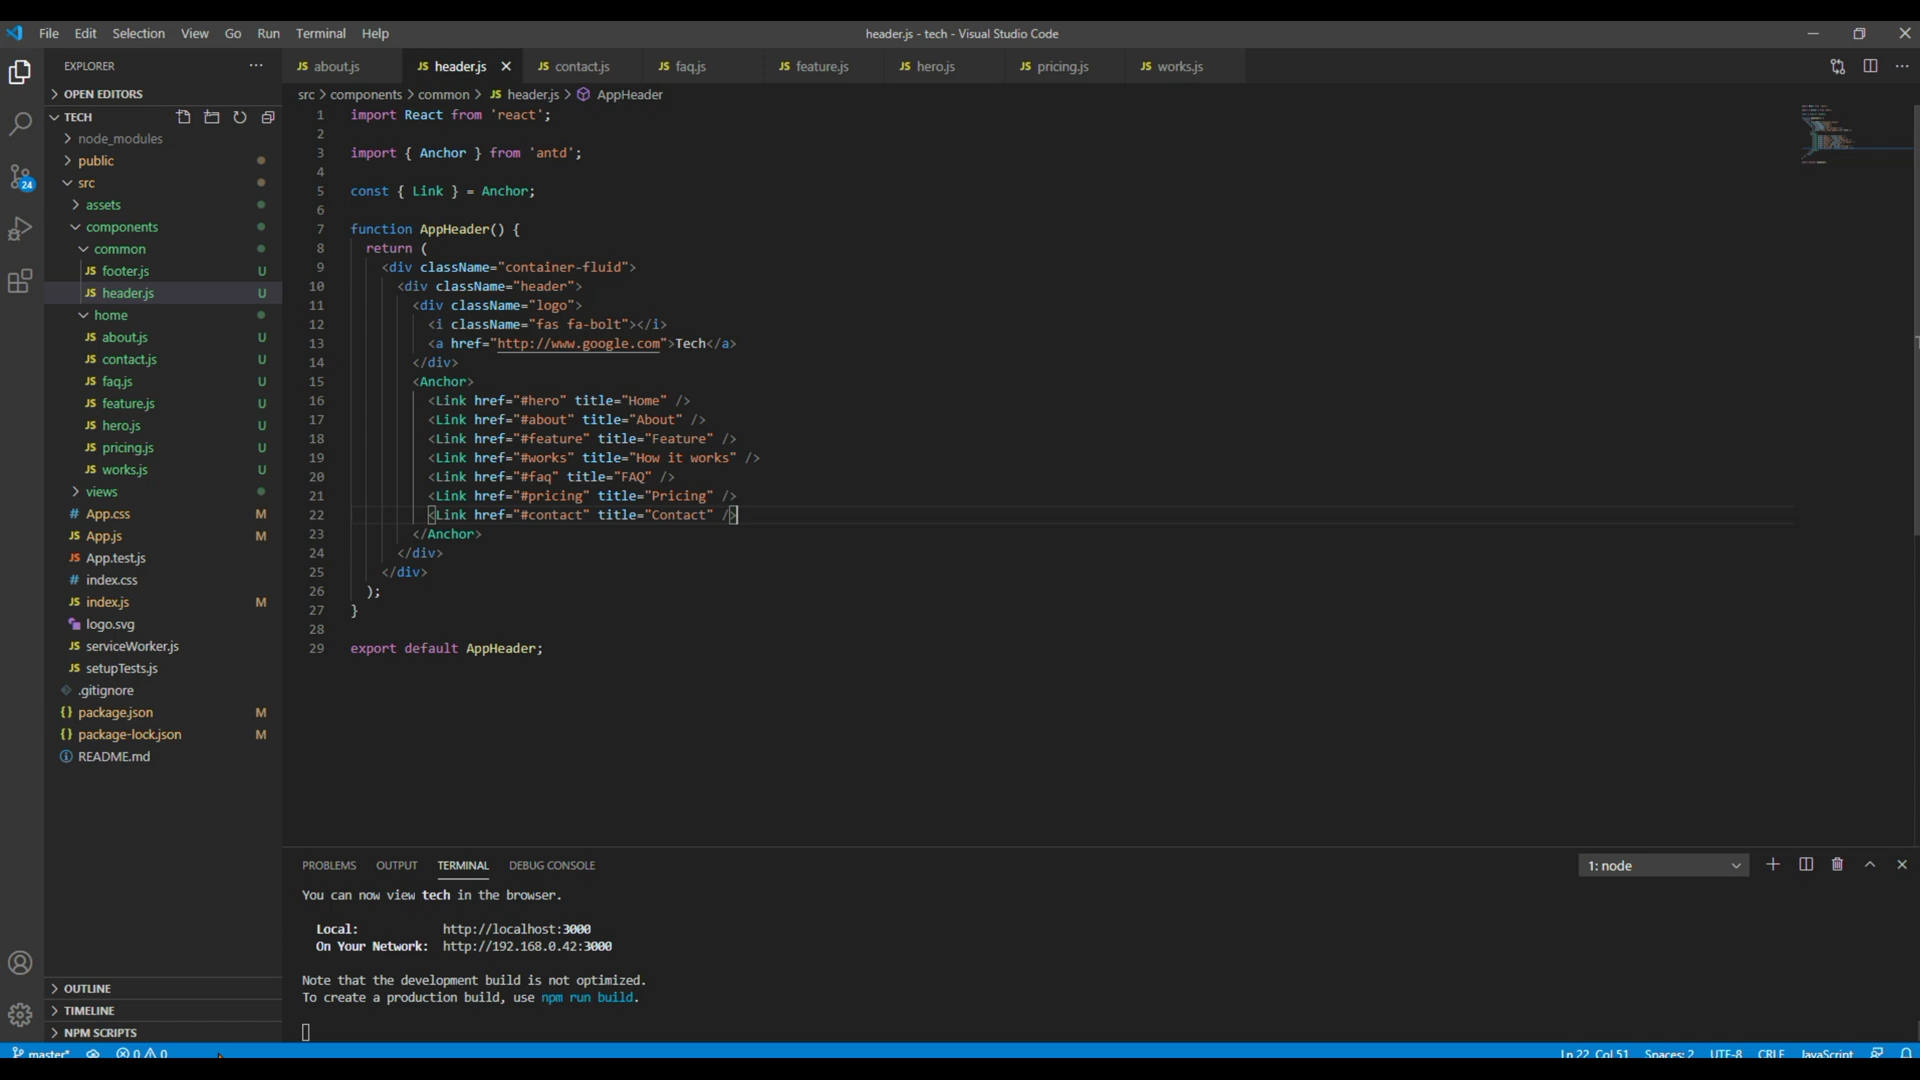 File Edit Selection View Go Run Terminal Help
header.js - tech - Visual Studio Code
EXPLORER
OPEN EDITORS
TECH
node_modules
public
src
assets
components
common
JS footer.js U
JS header.js U
home
JS about.js U
JS contact.js U
JS faq.js U
JS feature.js U
JS hero.js U
JS pricing.js U
JS works.js U
views
# App.css M
JS App.js M
JS App.test.js
# index.css
JS index.js M
logo.svg
JS serviceWorker.js
JS setupTests.js
.gitignore
{} package.json M
{} package-lock.json M
README.md
OUTLINE
TIMELINE
NPM SCRIPTS
24
JS about.js JS header.js JS contact.js JS faq.js JS feature.js JS hero.js JS pricing.js JS works.js
src > components > common > JS header.js > AppHeader
1 import React from 'react';
2
3 import { Anchor } from 'antd';
4
5 const { Link } = Anchor;
6
7 function AppHeader() {
8 return (
9 <div className="container-fluid">
10 <div className="header">
11 <div className="logo">
12 <i className="fas fa-bolt"></i>
13 <a href="http://www.google.com">Tech</a>
14 </div>
15 <Anchor>
16 <Link href="#hero" title="Home" />
17 <Link href="#about" title="About" />
18 <Link href="#feature" title="Feature" />
19 <Link href="#works" title="How it works" />
20 <Link href="#faq" title="FAQ" />
21 <Link href="#pricing" title="Pricing" />
22 <Link href="#contact" title="Contact" />
23 </Anchor>
24 </div>
25 </div>
26 );
27 }
28
29 export default AppHeader;
PROBLEMS OUTPUT TERMINAL DEBUG CONSOLE
1: node
You can now view tech in the browser.
Local: http://localhost:3000
On Your Network: http://192.168.0.42:3000
Note that the development build is not optimized.
To create a production build, use npm run build.
master* 0 0
Ln 22, Col 51 Spaces: 2 UTF-8 CRLF JavaScript